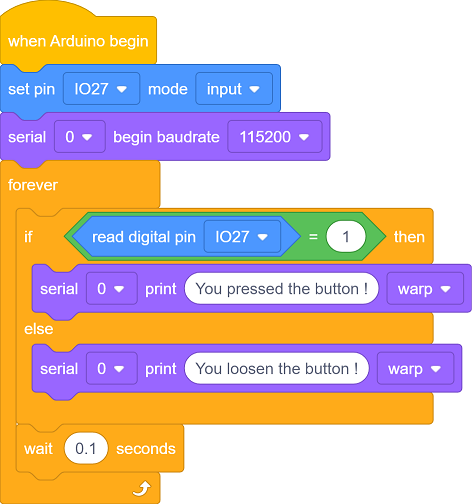 when Arduino begin
set pin IO27 mode input
serial 0 begin baudrate 115200
forever
if read digital pin IO27 = 1 then
serial 0 print You pressed the button ! warp
else
serial 0 print You loosen the button ! warp
wait 0.1 seconds